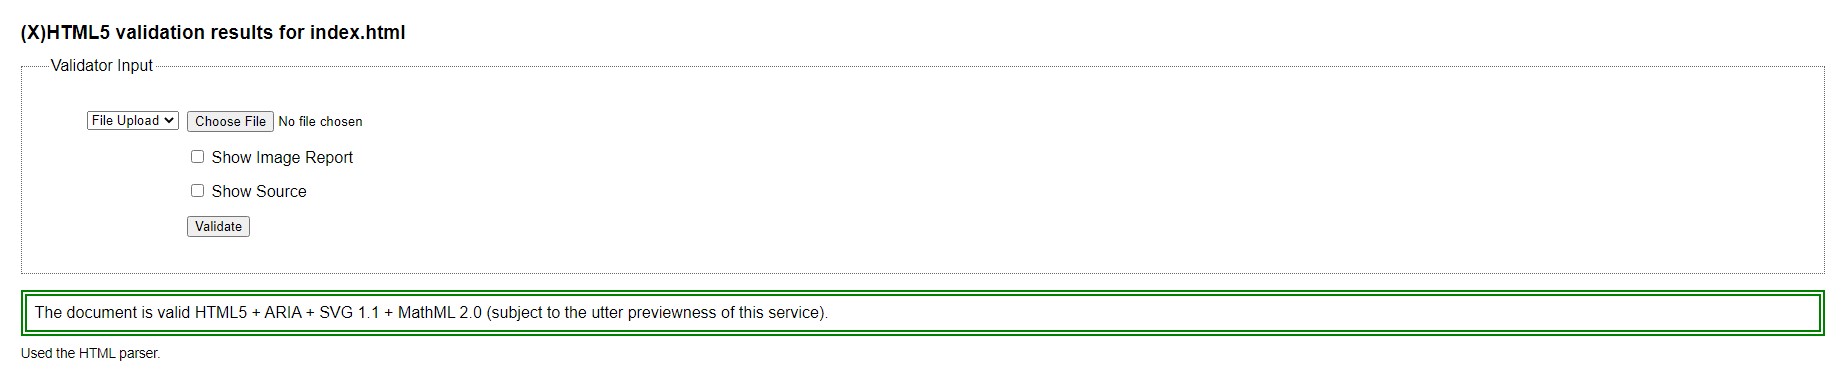 (X)HTML5 validation results for index.html
Validator Input
File Upload Choose File No file chosen
Show Image Report
Show Source
Validate
The document is valid HTML5 + ARIA + SVG 1.1 + MathML 2.0 (subject to the utter previewness of this service).
Used the HTML parser.